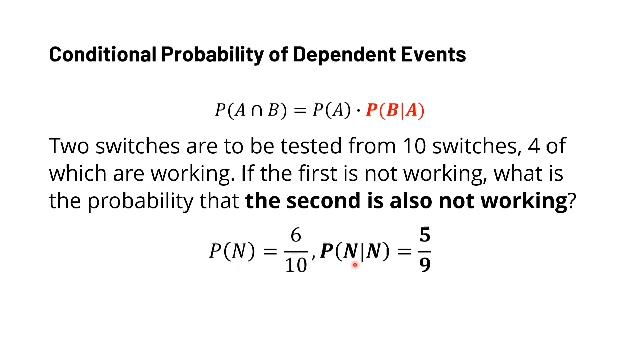 Conditional Probability of Dependent Events
P(A ∩ B) = P(A) · P(B|A)
Two switches are to be tested from 10 switches, 4 of
which are working. If the first is not working, what is
the probability that the second is also not working?
P(N) = 6/10, P(N|N) = 5/9